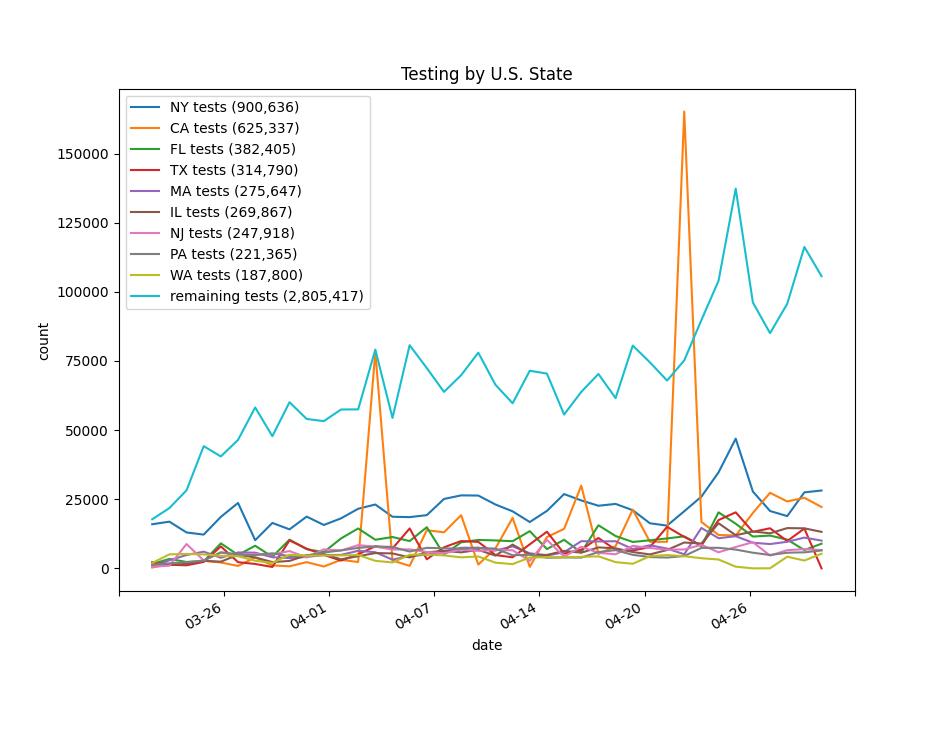 Testing by U.S. State
NY tests (900,636)
CA tests (625,337)
FL tests (382,405)
TX tests (314,790)
MA tests (275,647)
IL tests (269,867)
NJ tests (247,918)
PA tests (221,365)
WA tests (187,800)
remaining tests (2,805,417)
150000
125000
100000
75000
50000
25000
0
count
03-26
04-01
04-07
04-14
04-20
04-26
date